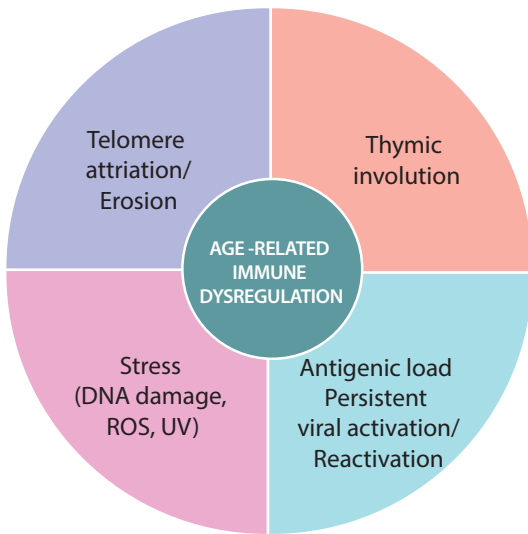 Telomere
attriation/
Erosion
Thymic
involution
AGE -RELATED
IMMUNE
DYSREGULATION
Stress
(DNA damage,
ROS, UV)
Antigenic load
Persistent
viral activation/
Reactivation